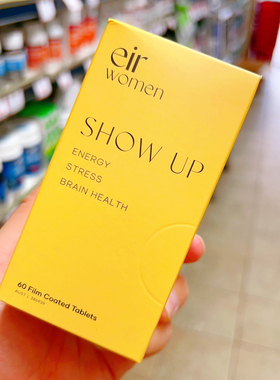 eir
women
SHOW UP
ENERGY
STRESS
BRAIN HEALTH
60 Film Coated Tablets